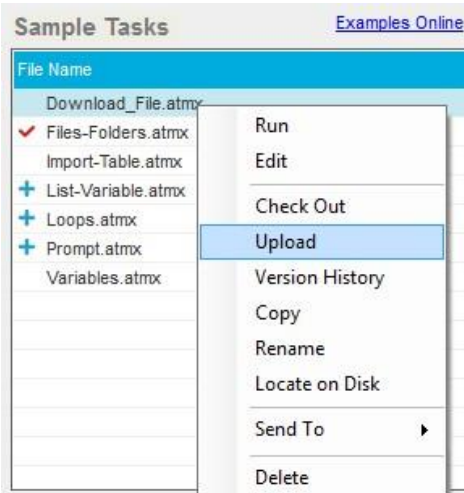 Sample Tasks
Examples Online
File Name
Download_File.atmx
Files-Folders.atmx
Import-Table.atmx
List-Variable.atmx
Loops.atmx
Prompt.atmx
Variables.atmx
Run
Edit
Check Out
Upload
Version History
Copy
Rename
Locate on Disk
Send To
Delete